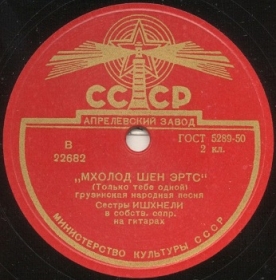 СССР
АПРЕЛЕВСКИЙ ЗАВОД
В
22682
ГОСТ 5289-50
2 кл.
„МХОЛОД ШЕН ЭРТС“
(Только тебе одной)
грузинская народная песня
Сестры ИШХНЕЛИ
в собств. сопр.
на гитарах
МИНИСТЕРСТВО КУЛЬТУРЫ СССР